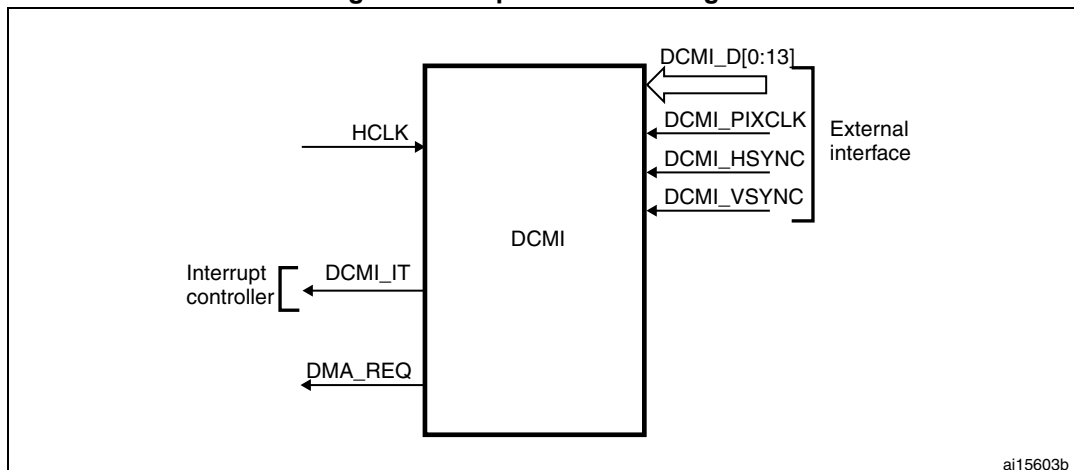 DCMI_D[0:13]
HCLK
DCMI_PIXCLK
DCMI_HSYNC
DCMI_VSYNC
External
interface
DCMI
Interrupt
controller
DCMI_IT
DMA_REQ
ai15603b